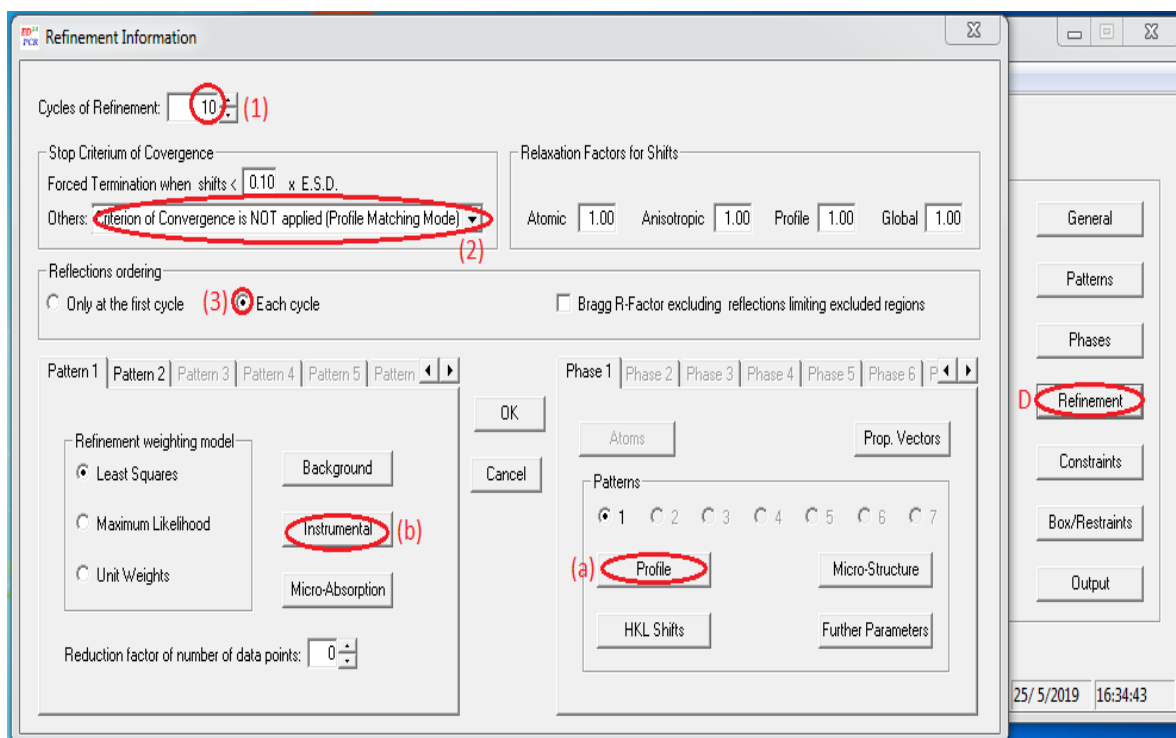 ED PCR Refinement Information
Cycles of Refinement: 10 (1)
Stop Criterium of Covergence
Forced Termination when shifts < 0.10 x E.S.D.
Others: Criterion of Convergence is NOT applied (Profile Matching Mode)
(2)
Relaxation Factors for Shifts
Atomic 1.00 Anisotropic 1.00 Profile 1.00 Global 1.00
Reflections ordering
Only at the first cycle (3) Each cycle
Bragg R-Factor excluding reflections limiting excluded regions
Pattern 1 Pattern 2 Pattern 3 Pattern 4 Pattern 5 Pattern
Refinement weighting model
Least Squares
Maximum Likelihood
Unit Weights
Background
Instrumental (b)
Micro-Absorption
Reduction factor of number of data points: 0
OK
Cancel
Phase 1 Phase 2 Phase 3 Phase 4 Phase 5 Phase 6 P
Atoms Prop. Vectors
Patterns
1 2 3 4 5 6 7
(a) Profile Micro-Structure
HKL Shifts Further Parameters
General
Patterns
Phases
D Refinement
Constraints
Box/Restraints
Output
25/ 5/2019 16:34:43